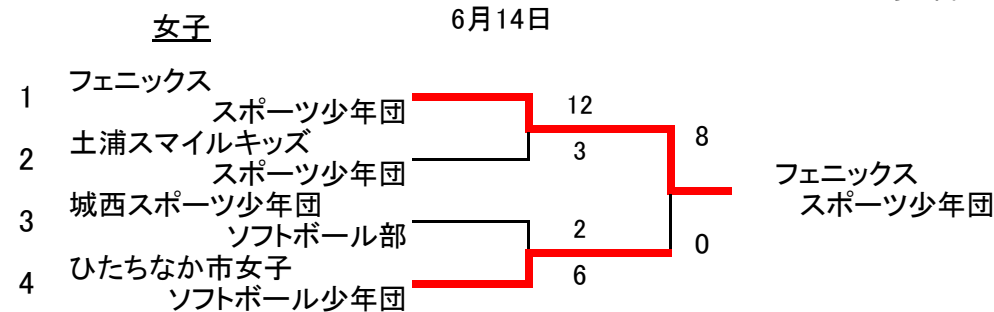 女子
6月14日
1
フェニックス
スポーツ少年団
2
土浦スマイルキッズ
スポーツ少年団
3
城西スポーツ少年団
ソフトボール部
4
ひたちなか市女子
ソフトボール少年団
12
3
2
6
8
0
フェニックス
スポーツ少年団